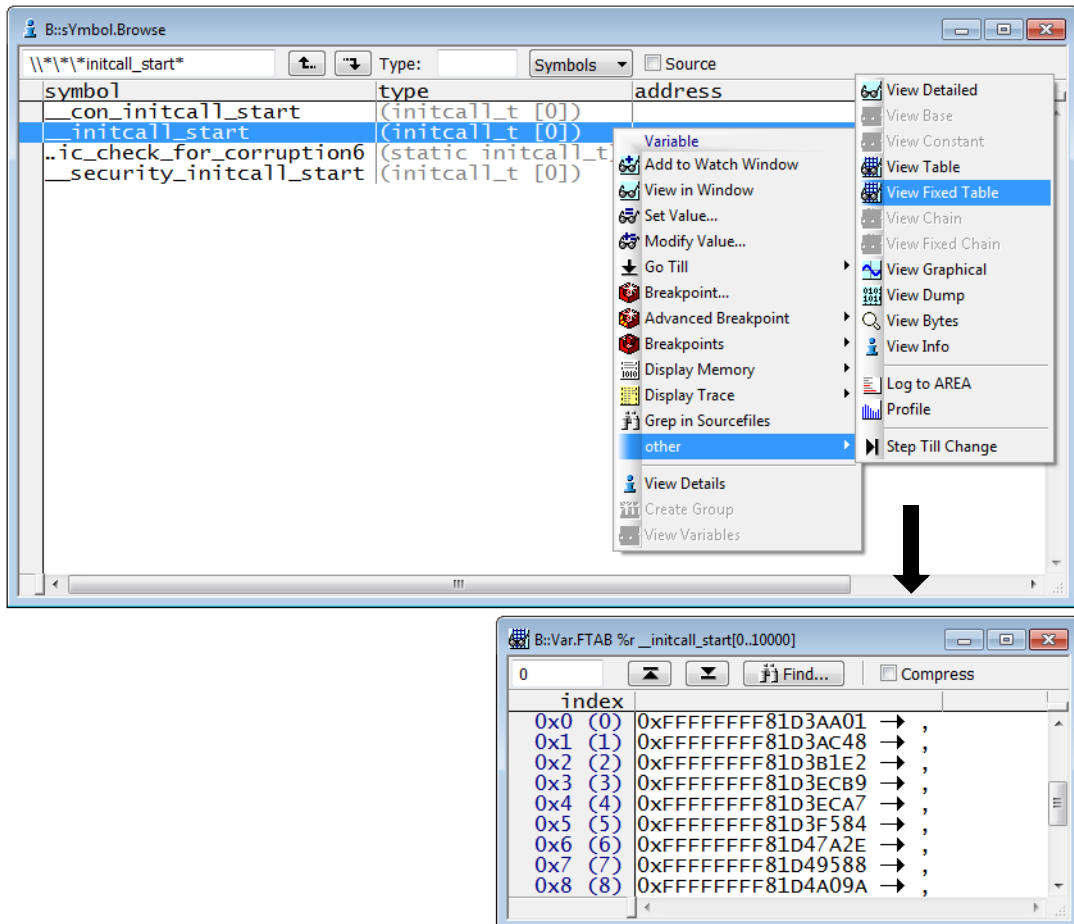 B::sYmbol.Browse
\\*\*\*initcall_start* t... Type: Symbols Source
symbol type address
__con_initcall_start (initcall_t [0])
__initcall_start (initcall_t [0])
..ic_check_for_corruption6 (static initcall_t)
__security_initcall_start (initcall_t [0])
Variable
Add to Watch Window
View in Window
Set Value...
Modify Value...
Go Till
Breakpoint...
Advanced Breakpoint
Breakpoints
Display Memory
Display Trace
Grep in Sourcefiles
other
View Details
Create Group
View Variables
View Detailed
View Base
View Constant
View Table
View Fixed Table
View Chain
View Fixed Chain
View Graphical
View Dump
View Bytes
View Info
Log to AREA
Profile
Step Till Change
B::Var.FTAB %r __initcall_start[0..10000]
0 Find... Compress
index
0x0 (0) 0xFFFFFFFF81D3AA01 → ,
0x1 (1) 0xFFFFFFFF81D3AC48 → ,
0x2 (2) 0xFFFFFFFF81D3B1E2 → ,
0x3 (3) 0xFFFFFFFF81D3ECB9 → ,
0x4 (4) 0xFFFFFFFF81D3ECA7 → ,
0x5 (5) 0xFFFFFFFF81D3F584 → ,
0x6 (6) 0xFFFFFFFF81D47A2E → ,
0x7 (7) 0xFFFFFFFF81D49588 → ,
0x8 (8) 0xFFFFFFFF81D4A09A → ,